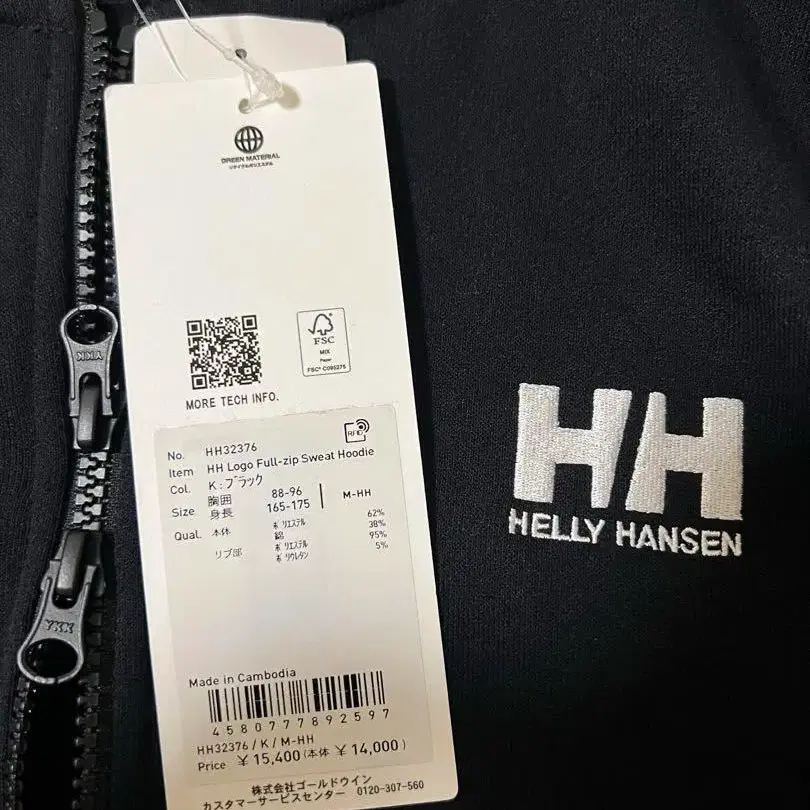 GREEN MATERIAL
リサイクルポリエステル
MORE TECH INFO.
FSC
MIX
Paper
FSC® C095275
RFID
No. HH32376
Item HH Logo Full-zip Sweat Hoodie
Col. K:ブラック
Size 胸囲 88-96 M-HH
身長 165-175
Qual. 本体 ポリエステル 62%
綿 38%
リブ部 ポリエステル 95%
ポリウレタン 5%
Made in Cambodia
4580777892597
HH32376/K/M-HH
Price ¥15,400(本体 ¥14,000)
株式会社ゴールドウイン
カスタマーサービスセンター 0120-307-560
YKK
YKK
HH
HELLY HANSEN